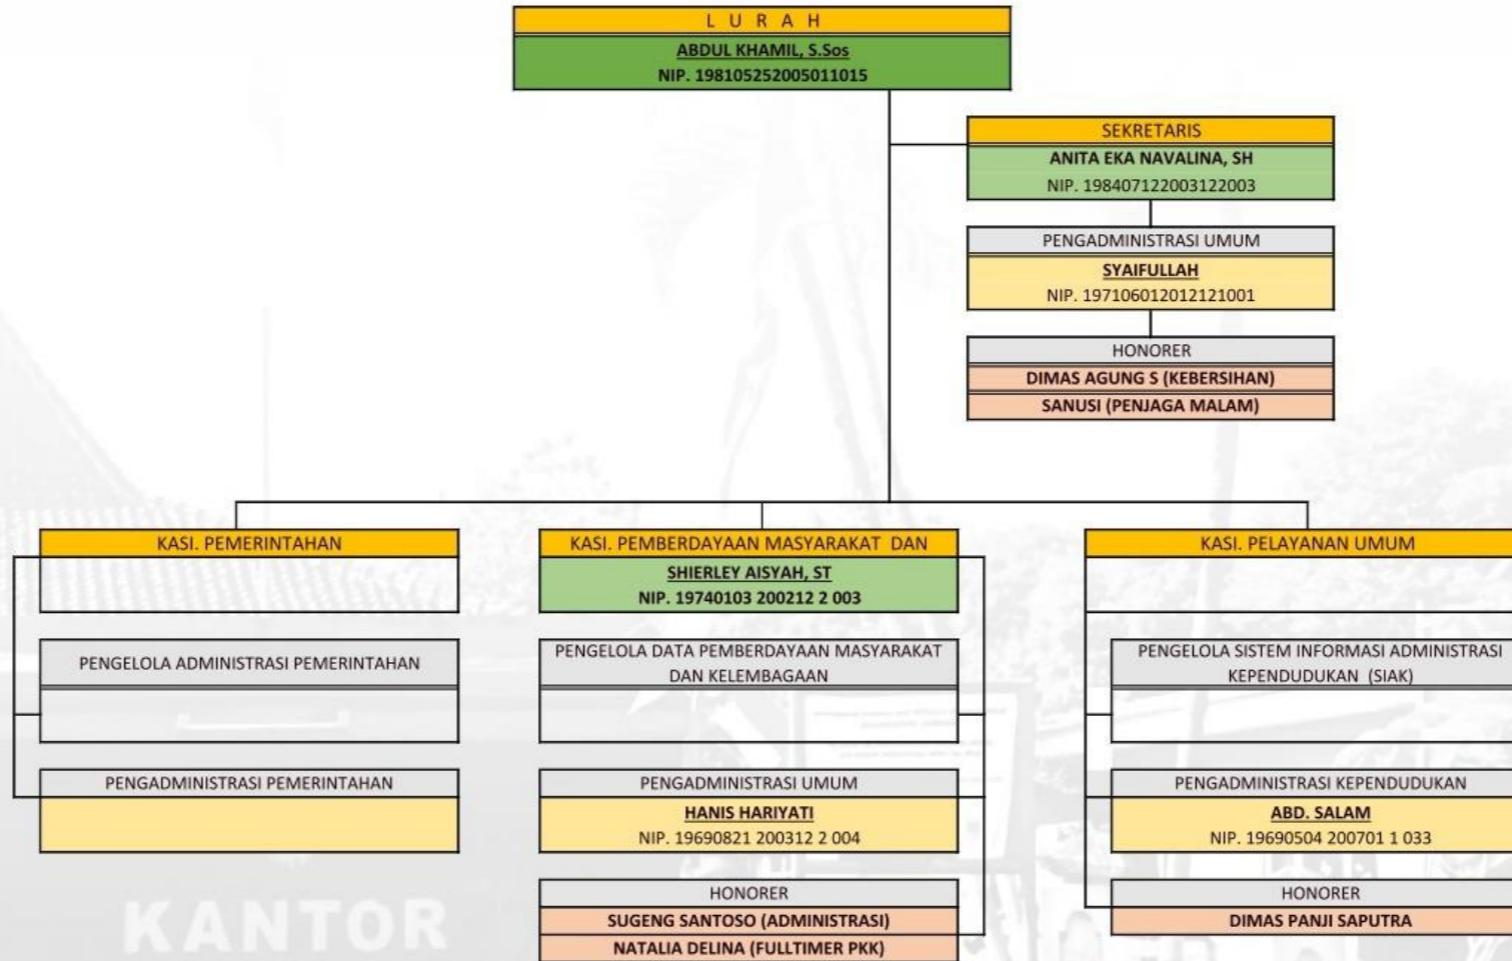 L U R A H
ABDUL KHAMIL, S.Sos
NIP. 198105252005011015
SEKRETARIS
ANITA EKA NAVALINA, SH
NIP. 198407122003122003
PENGADMINISTRASI UMUM
SYAIFULLAH
NIP. 197106012012121001
HONORER
DIMAS AGUNG S (KEBERSIHAN)
SANUSI (PENJAGA MALAM)
KASI. PEMERINTAHAN
PENGELOLA ADMINISTRASI PEMERINTAHAN
PENGADMINISTRASI PEMERINTAHAN
KASI. PEMBERDAYAAN MASYARAKAT DAN
SHIERLEY AISYAH, ST
NIP. 19740103 200212 2 003
PENGELOLA DATA PEMBERDAYAAN MASYARAKAT
DAN KELEMBAGAAN
PENGADMINISTRASI UMUM
HANIS HARIYATI
NIP. 19690821 200312 2 004
HONORER
SUGENG SANTOSO (ADMINISTRASI)
NATALIA DELINA (FULLTIMER PKK)
KASI. PELAYANAN UMUM
PENGELOLA SISTEM INFORMASI ADMINISTRASI
KEPENDUDUKAN (SIAK)
PENGADMINISTRASI KEPENDUDUKAN
ABD. SALAM
NIP. 19690504 200701 1 033
HONORER
DIMAS PANJI SAPUTRA
KANTOR